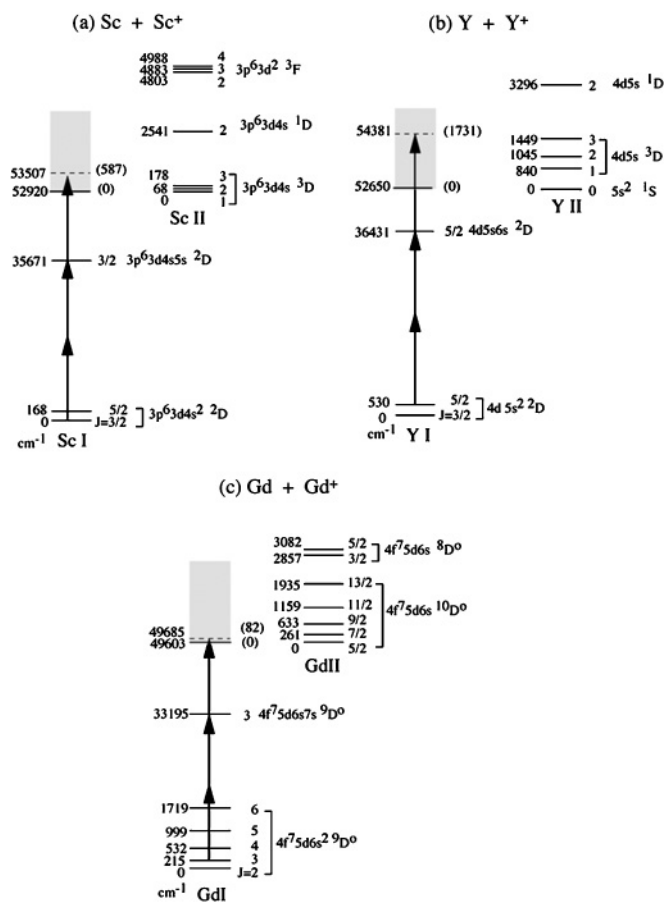 (a) Sc + Sc+
4988 4
4883 3 3p⁶3d² ³F
4803 2
2541 2 3p⁶3d4s ¹D
53507 (587) 178 3
68 2 3p⁶3d4s ³D
52920 (0) 0 1
Sc II
35671 3/2 3p⁶3d4s5s ²D
168 5/2 3p⁶3d4s² ²D
0 J=3/2
cm⁻¹ Sc I
(b) Y + Y⁺
3296 2 4d5s ¹D
54381 (1731)
1449 3
1045 2 4d5s ³D
840 1
52650 (0) 0 0 5s² ¹S
Y II
36431 5/2 4d5s6s ²D
530 5/2 4d 5s² ²D
0 J=3/2
cm⁻¹ Y I
(c) Gd + Gd⁺
3082 5/2 4f⁷5d6s ⁸Dᵒ
2857 3/2
1935 13/2
1159 11/2 4f⁷5d6s ¹⁰Dᵒ
633 9/2
49685 (82) 261 7/2
49603 (0) 0 5/2
GdII
33195 3 4f⁷5d6s7s ⁹Dᵒ
1719 6
999 5 4f⁷5d6s² ⁹Dᵒ
532 4
215 3
0 J=2
cm⁻¹ GdI